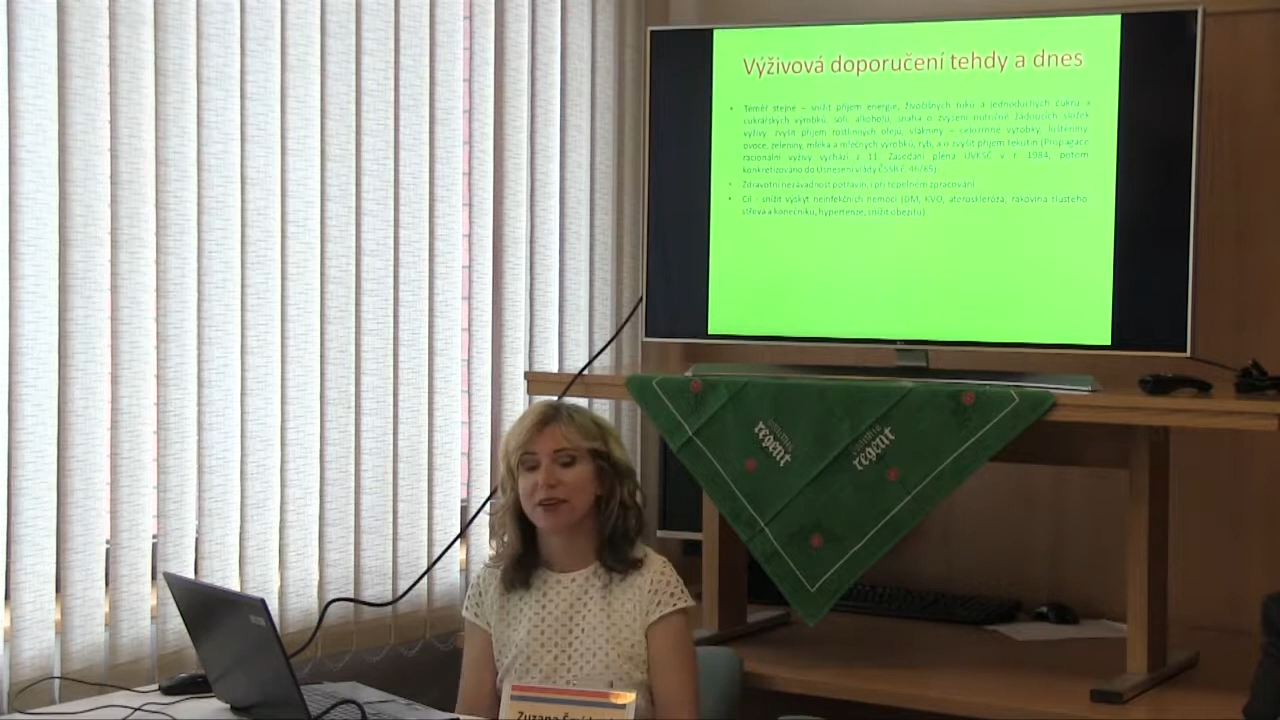 Výživová doporučení tehdy a dnes
• Téměř stejné – snížit příjem energie, živočišných tuků a jednoduchých cukrů a
cukrářských výrobků, soli, alkoholu, snaha o zvýšení nutričně žádoucích složek
výživy: zvýšit příjem rostlinných olejů, vlákniny – celozrnné výrobky, luštěniny,
ovoce, zeleniny, mléka a mléčných výrobků, ryb, a o zvýšit příjem tekutin (Propagace
racionální výživy vychází z 11. Zasedání pléna ÚVKSČ v r. 1984, potom
konkretizováno do Usnesení vlády ČSSR č. 46/85).
• Zdravotní nezávadnost potravin, i při tepelném zpracování
• Cíl - snížit výskyt neinfekčních nemocí (DM, KVO, ateroskleróza, rakovina tlustého
střeva a konečníku, hypertenze, snížit obezitu)
regent
regent
Zuzana